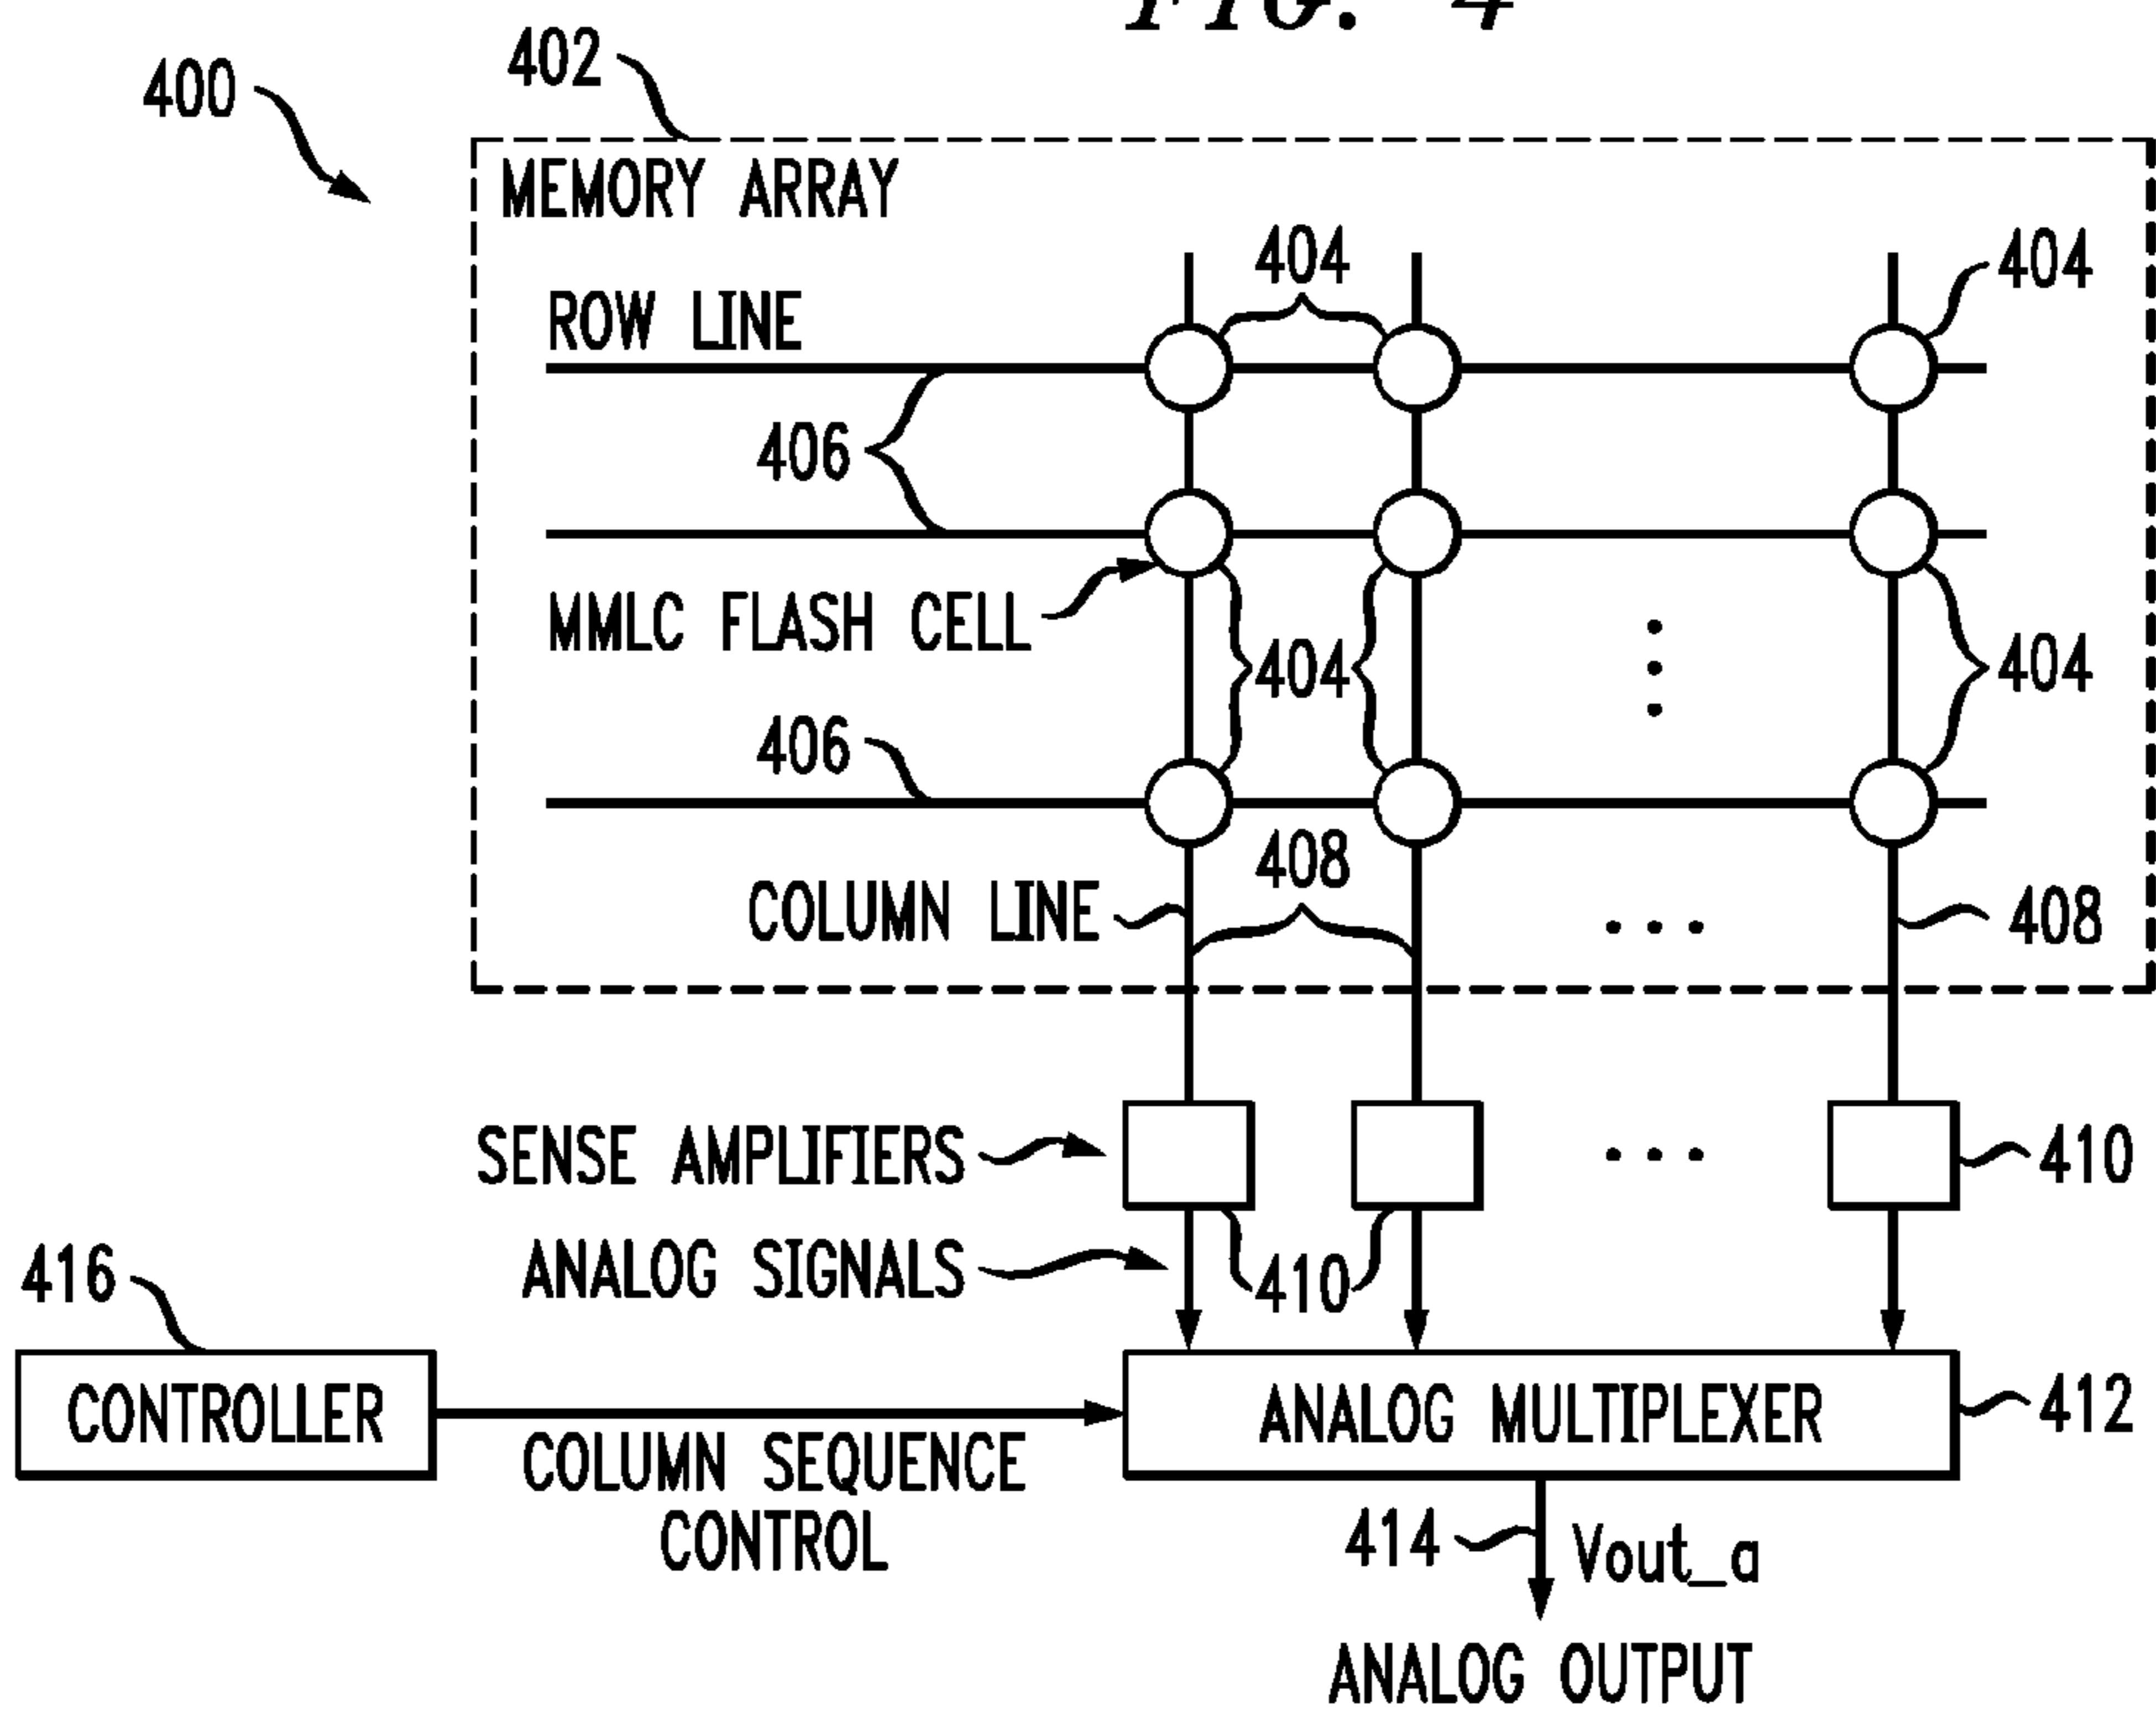 FIG. 4
400
402
MEMORY ARRAY
404
404
ROW LINE
406
MMLC FLASH CELL
404
404
406
408
COLUMN LINE
408
SENSE AMPLIFIERS
410
ANALOG SIGNALS
410
416
CONTROLLER
ANALOG MULTIPLEXER
412
COLUMN SEQUENCE
CONTROL
414
Vout_a
ANALOG OUTPUT